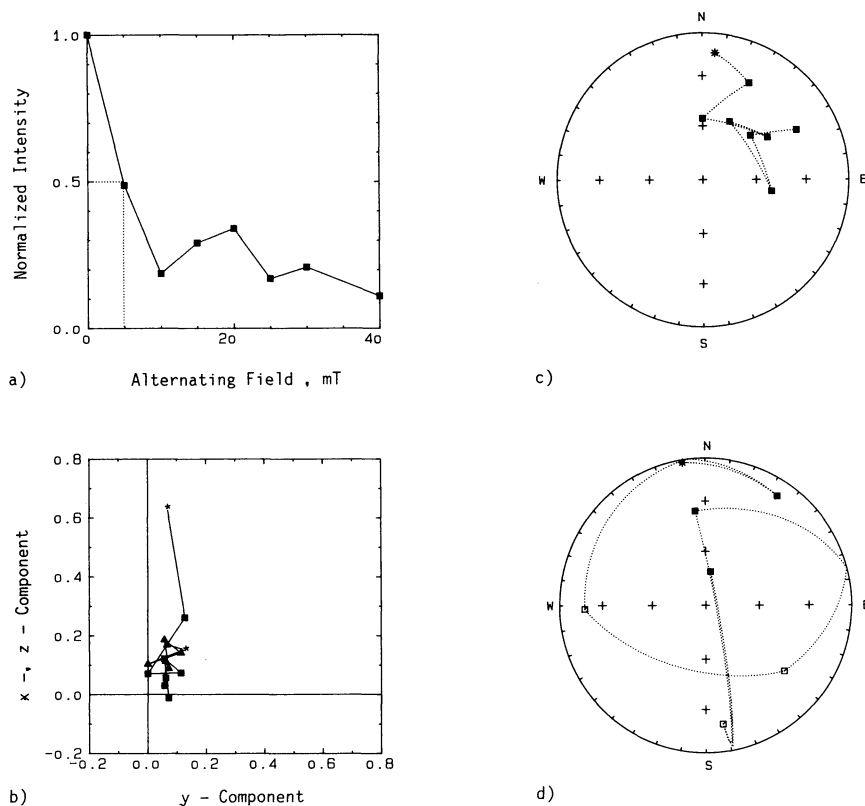 Normalized Intensity
1.0
0.5
0.0
0
20
40
a)
Alternating Field , mT
N
W
E
S
c)
x -, z - Component
0.8
0.6
0.4
0.2
0.0
-0.2
-0.2
0.0
0.2
0.4
0.6
0.8
b)
y - Component
N
W
E
S
d)